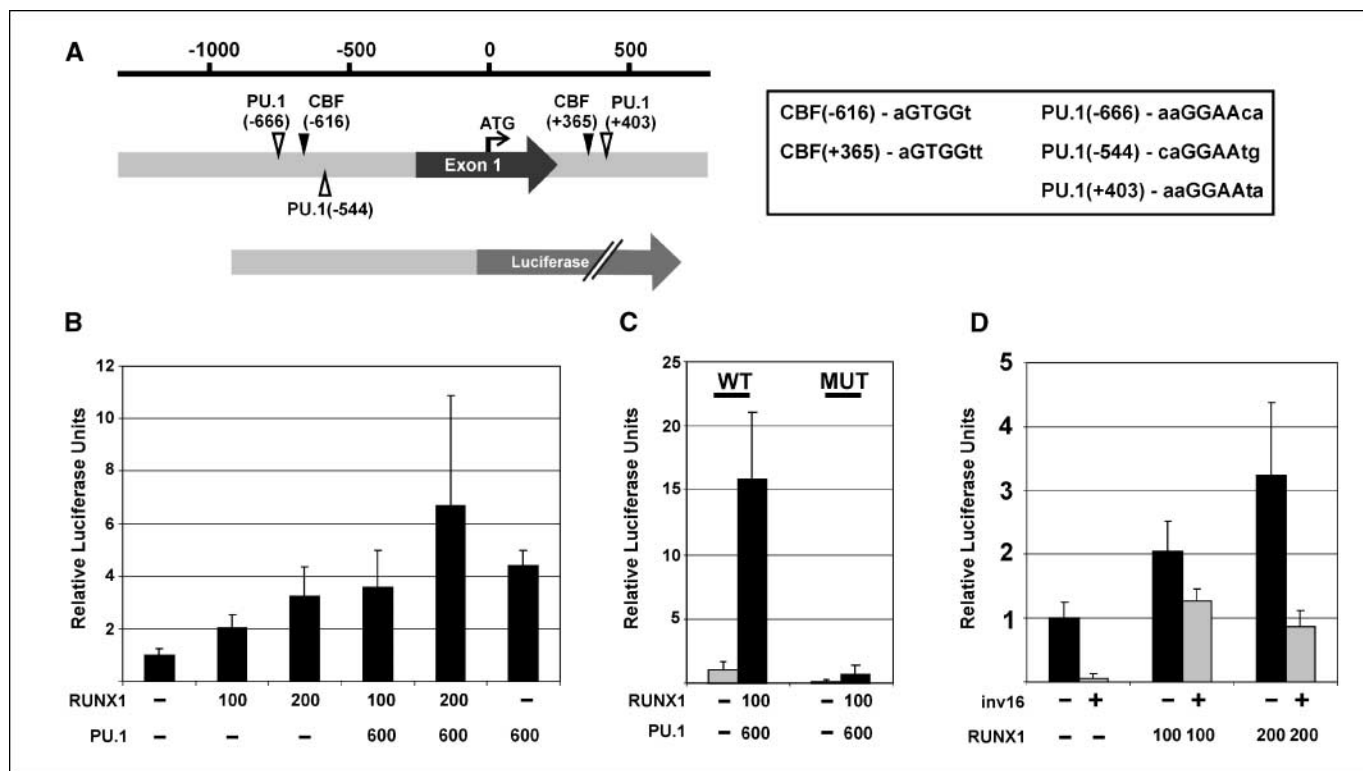 A
-1000 -500 0 500
PU.1 CBF CBF PU.1
(-666) (-616) (+365) (+403)
ATG
Exon 1
PU.1(-544)
Luciferase
CBF(-616) - aGTGGt PU.1(-666) - aaGGAAca
CBF(+365) - aGTGGtt PU.1(-544) - caGGAAtg
PU.1(+403) - aaGGAAta
B
Relative Luciferase Units
12
10
8
6
4
2
RUNX1 – 100 200 100 200 –
PU.1 – – – 600 600 600
C
Relative Luciferase Units
25
20
15
10
5
WT MUT
RUNX1 – 100 – 100
PU.1 – 600 – 600
D
Relative Luciferase Units
5
4
3
2
1
inv16 – + – + – +
RUNX1 – – 100 100 200 200